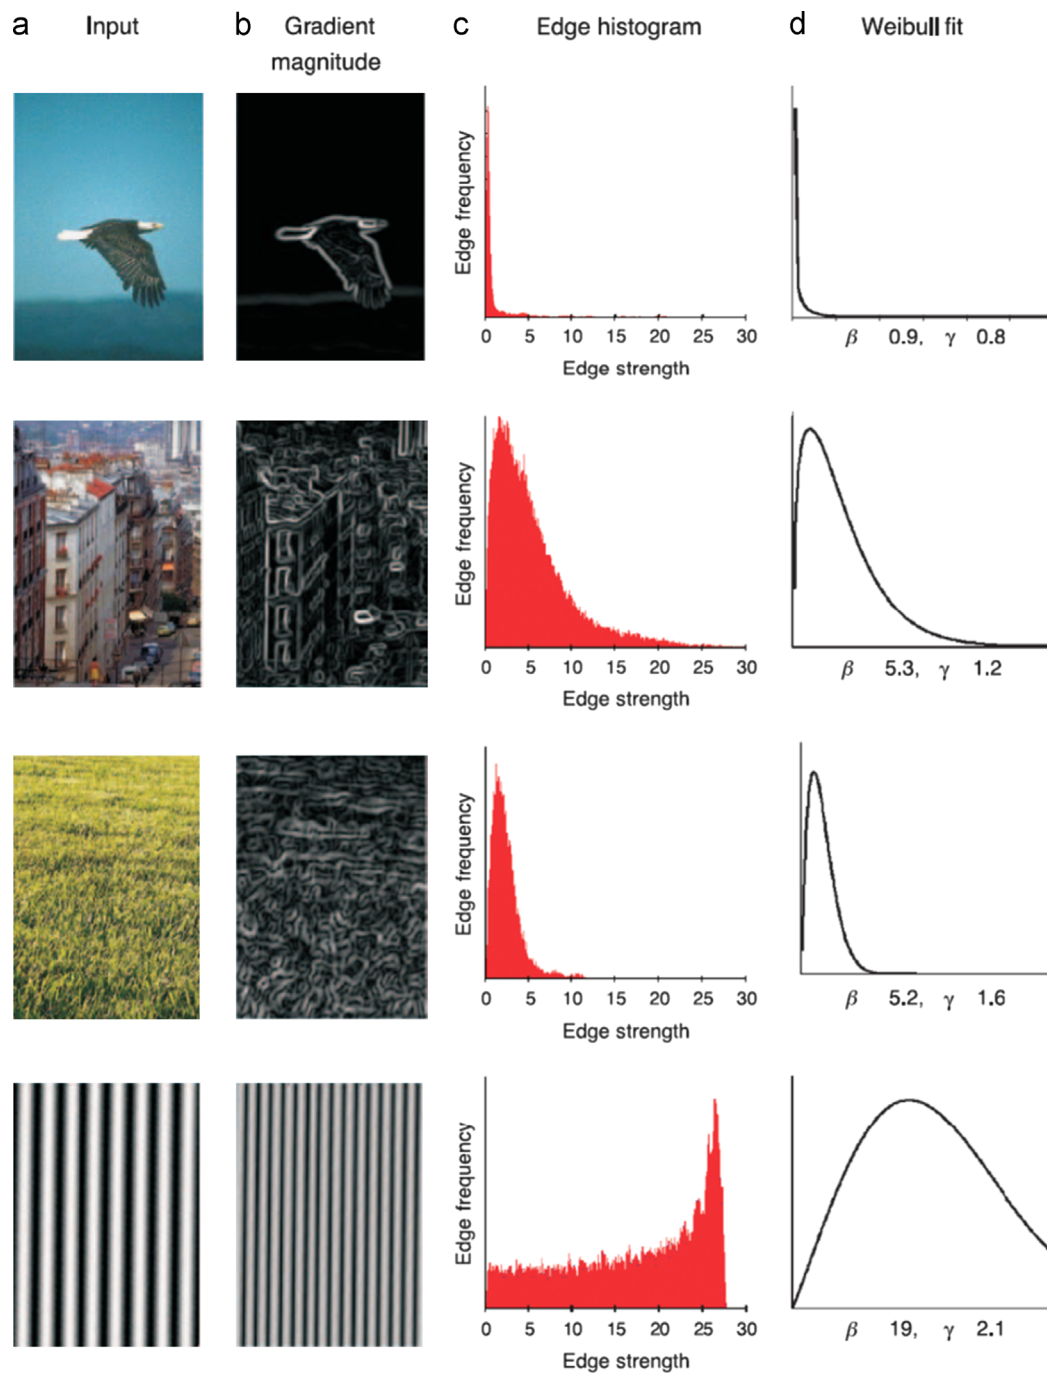 a Input b Gradient magnitude c Edge histogram d Weibull fit
Edge frequency
0 5 10 15 20 25 30
Edge strength
β 0.9, γ 0.8
Edge frequency
0 5 10 15 20 25 30
Edge strength
β 5.3, γ 1.2
Edge frequency
0 5 10 15 20 25 30
Edge strength
β 5.2, γ 1.6
Edge frequency
0 5 10 15 20 25 30
Edge strength
β 19, γ 2.1